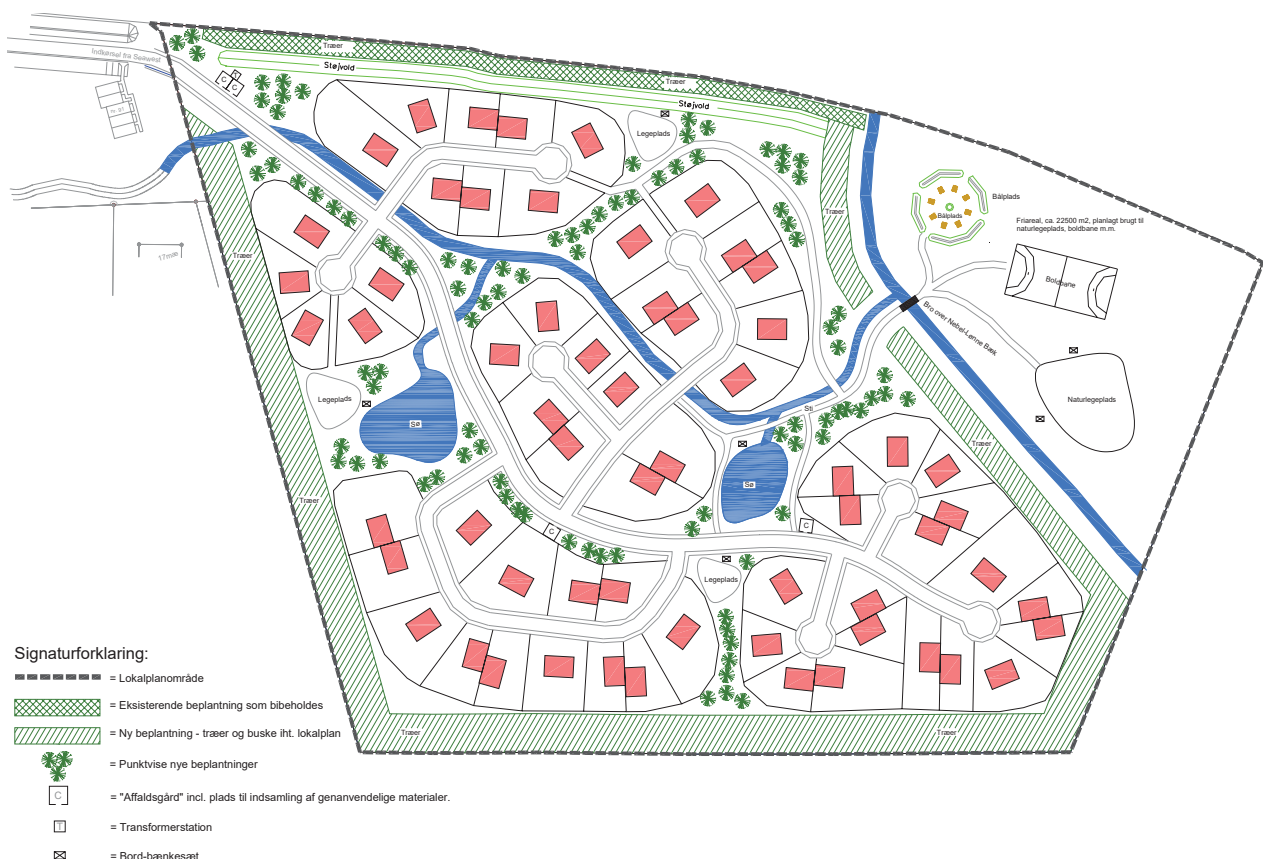 Indkørsel fra Seawest
Træer
Støjvold
Træer
Støjvold
T
C
C
Legeplads
Træer
Bålplads
Bålplads
Friareal, ca. 22500 m2, planlagt brugt til
naturlegeplads, boldbane m.m.
Boldbane
Træer
17mæ
Bro over Nebel-Lønne Bæk
Legeplads
Naturlegeplads
Sti
Sø
Træer
Sø
Træer
C
C
Legeplads
Signaturforklaring:
= Lokalplanområde
= Eksisterende beplantning som bibeholdes
= Ny beplantning - træer og buske iht. lokalplan
Træer
Træer
= Punktvise nye beplantninger
C = "Affaldsgård" incl. plads til indsamling af genanvendelige materialer.
T = Transformerstation
= Bord-bænkesæt